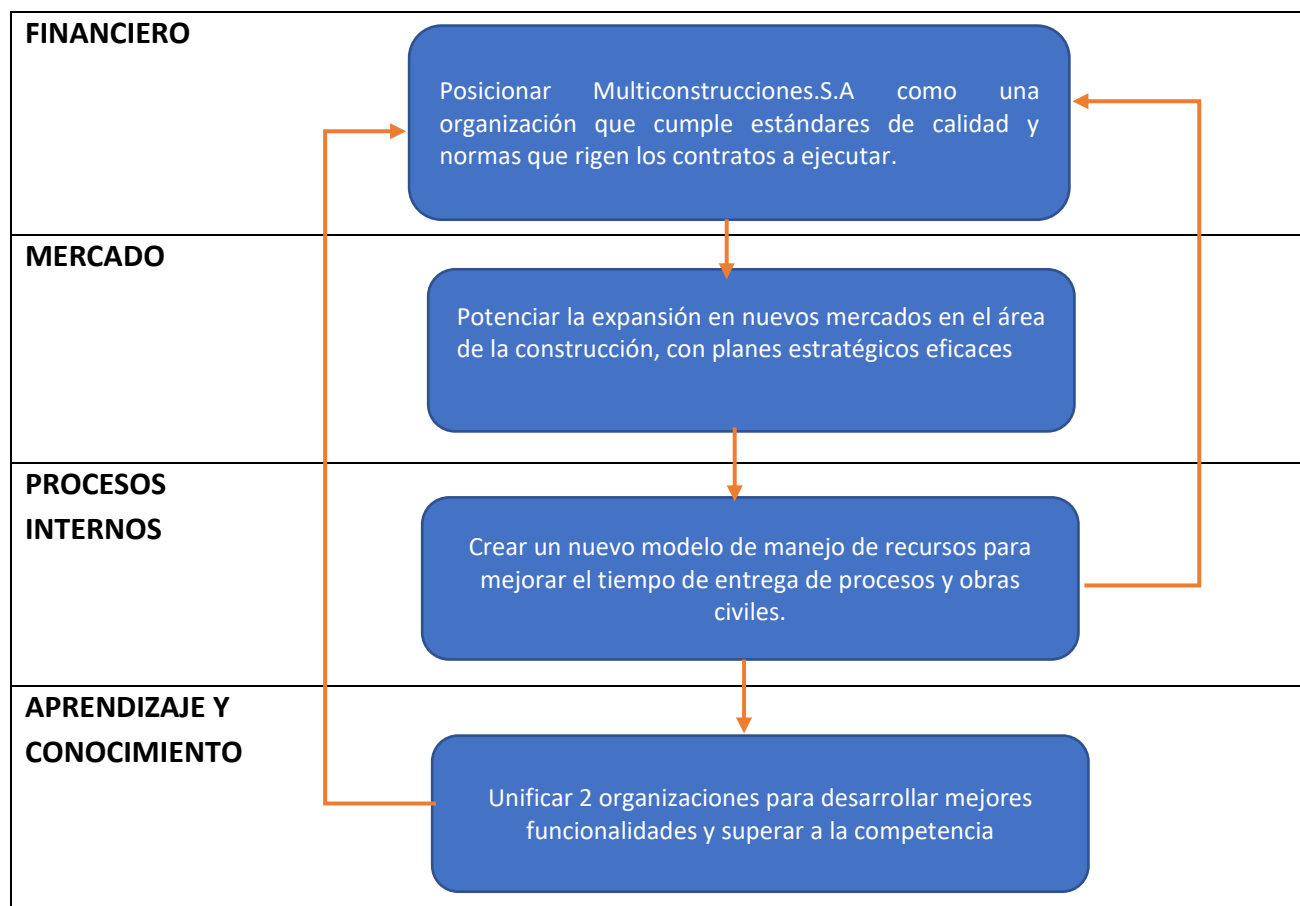 FINANCIERO
Posicionar Multiconstrucciones.S.A como una
organización que cumple estándares de calidad y
normas que rigen los contratos a ejecutar.
MERCADO
Potenciar la expansión en nuevos mercados en el área
de la construcción, con planes estratégicos eficaces
PROCESOS
INTERNOS
Crear un nuevo modelo de manejo de recursos para
mejorar el tiempo de entrega de procesos y obras
civiles.
APRENDIZAJE Y
CONOCIMIENTO
Unificar 2 organizaciones para desarrollar mejores
funcionalidades y superar a la competencia